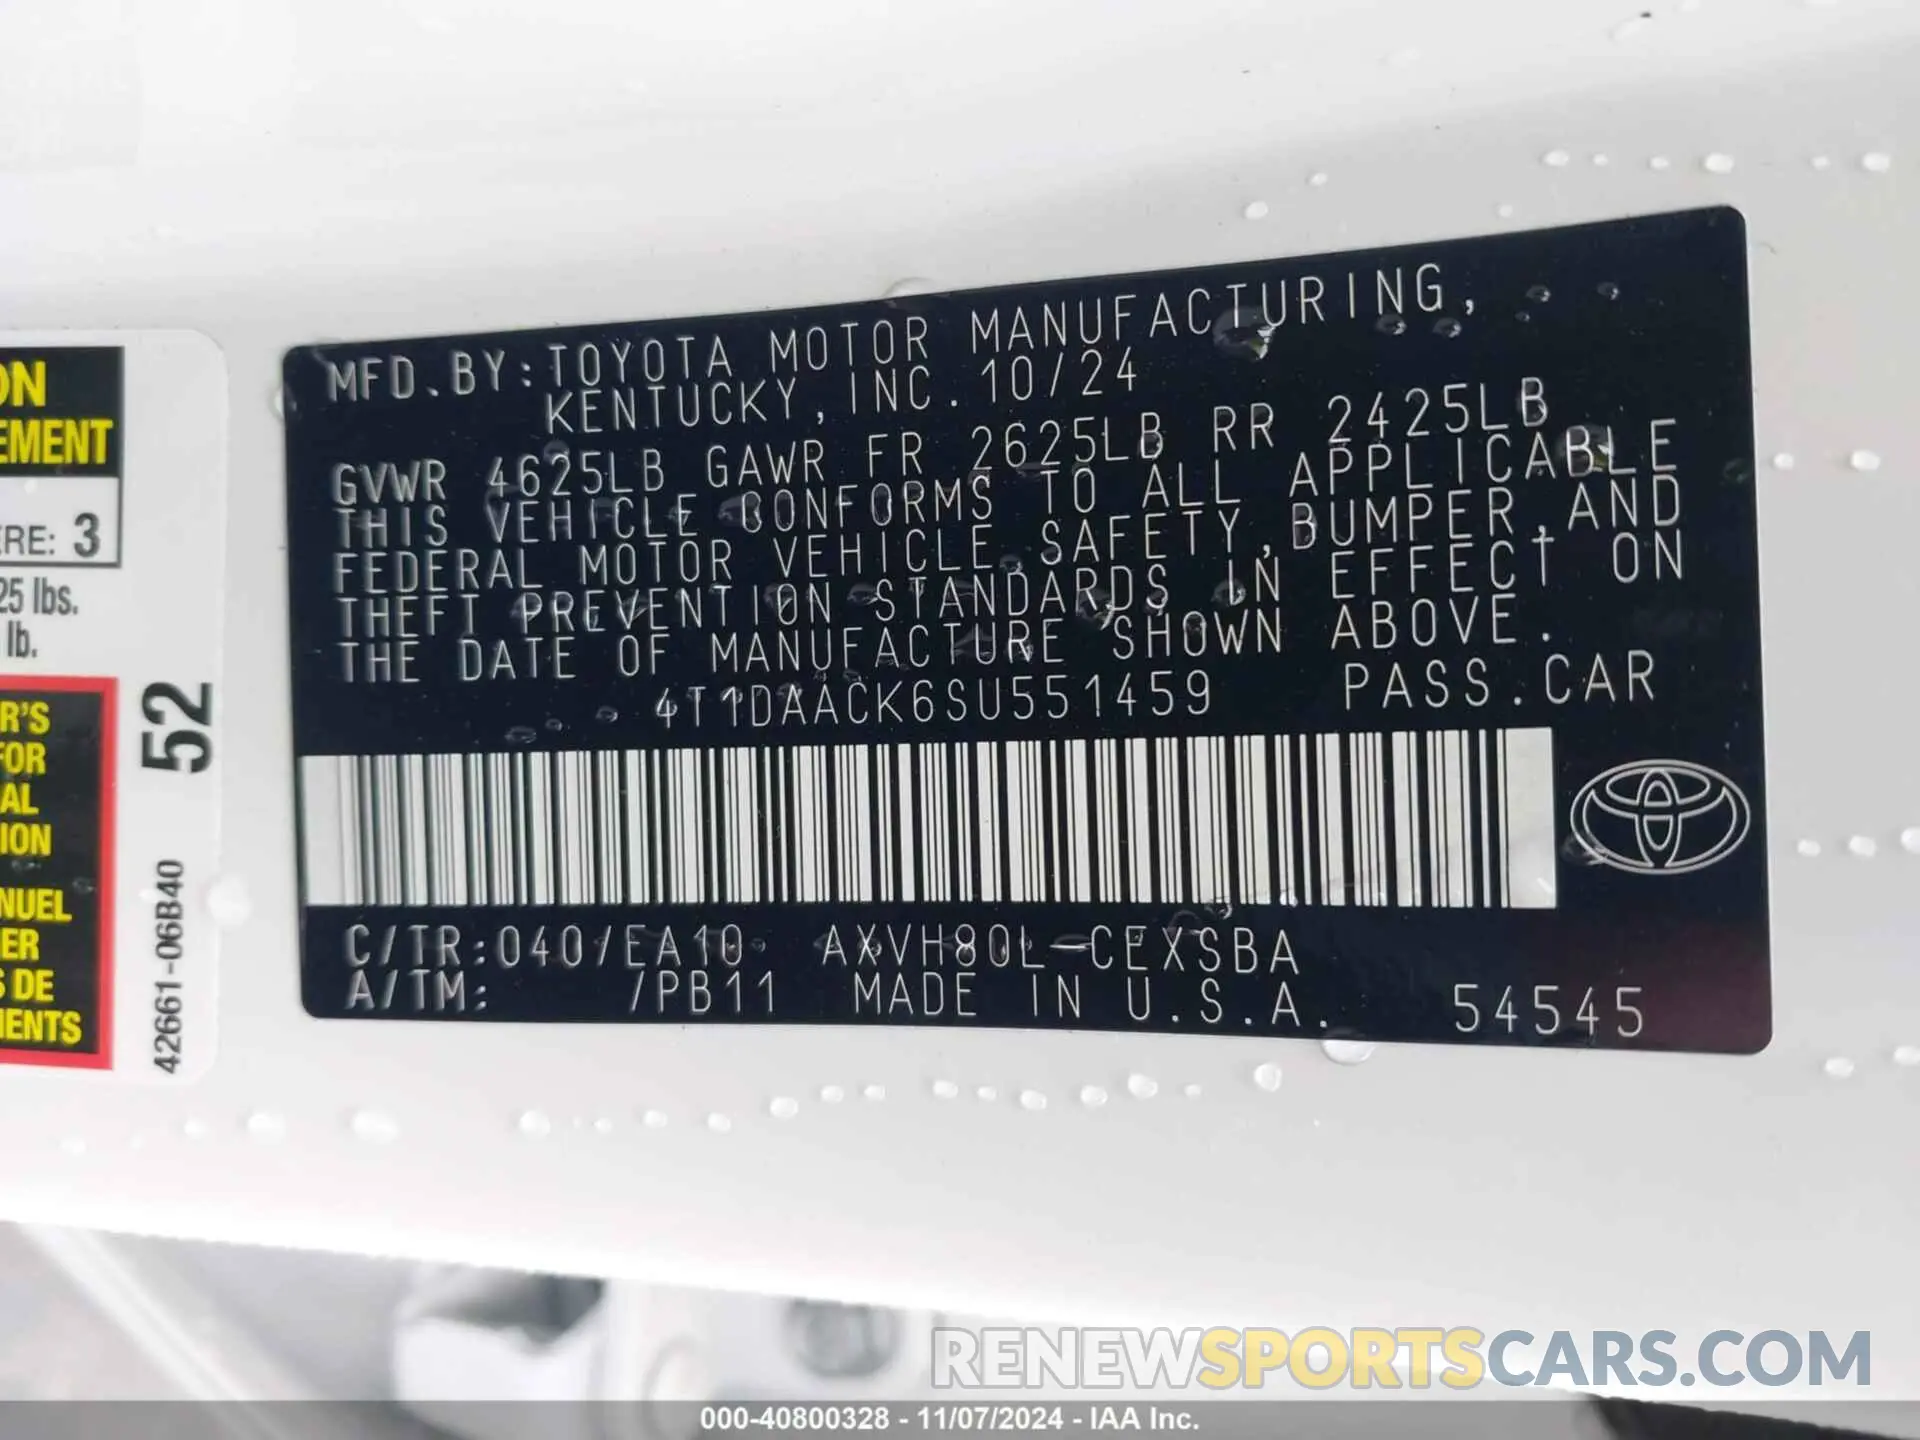 MFD.BY:TOYOTA MOTOR MANUFACTURING,
KENTUCKY, INC. 10/24
GVWR 4625LB GAWR FR 2625LB RR 2425LB
THIS VEHICLE CONFORMS TO ALL APPLICABLE
FEDERAL MOTOR VEHICLE SAFETY, BUMPER, AND
THEFT PREVENTION STANDARDS IN EFFECT ON
THE DATE OF MANUFACTURE SHOWN ABOVE.
4T1DAACK6SU551459 PASS.CAR
C/TR:040/EA10 AXVH80L-CEXSBA
A/TM: /PB11 MADE IN U.S.A. 54545
ON
EMENT
ERE: 3
25 lbs.
lb.
R'S
FOR
AL
ION
NUEL
ER
S DE
MENTS
52
42661-06B40
RENEWSPORTSCARS.COM
000-40800328 - 11/07/2024 - IAA Inc.